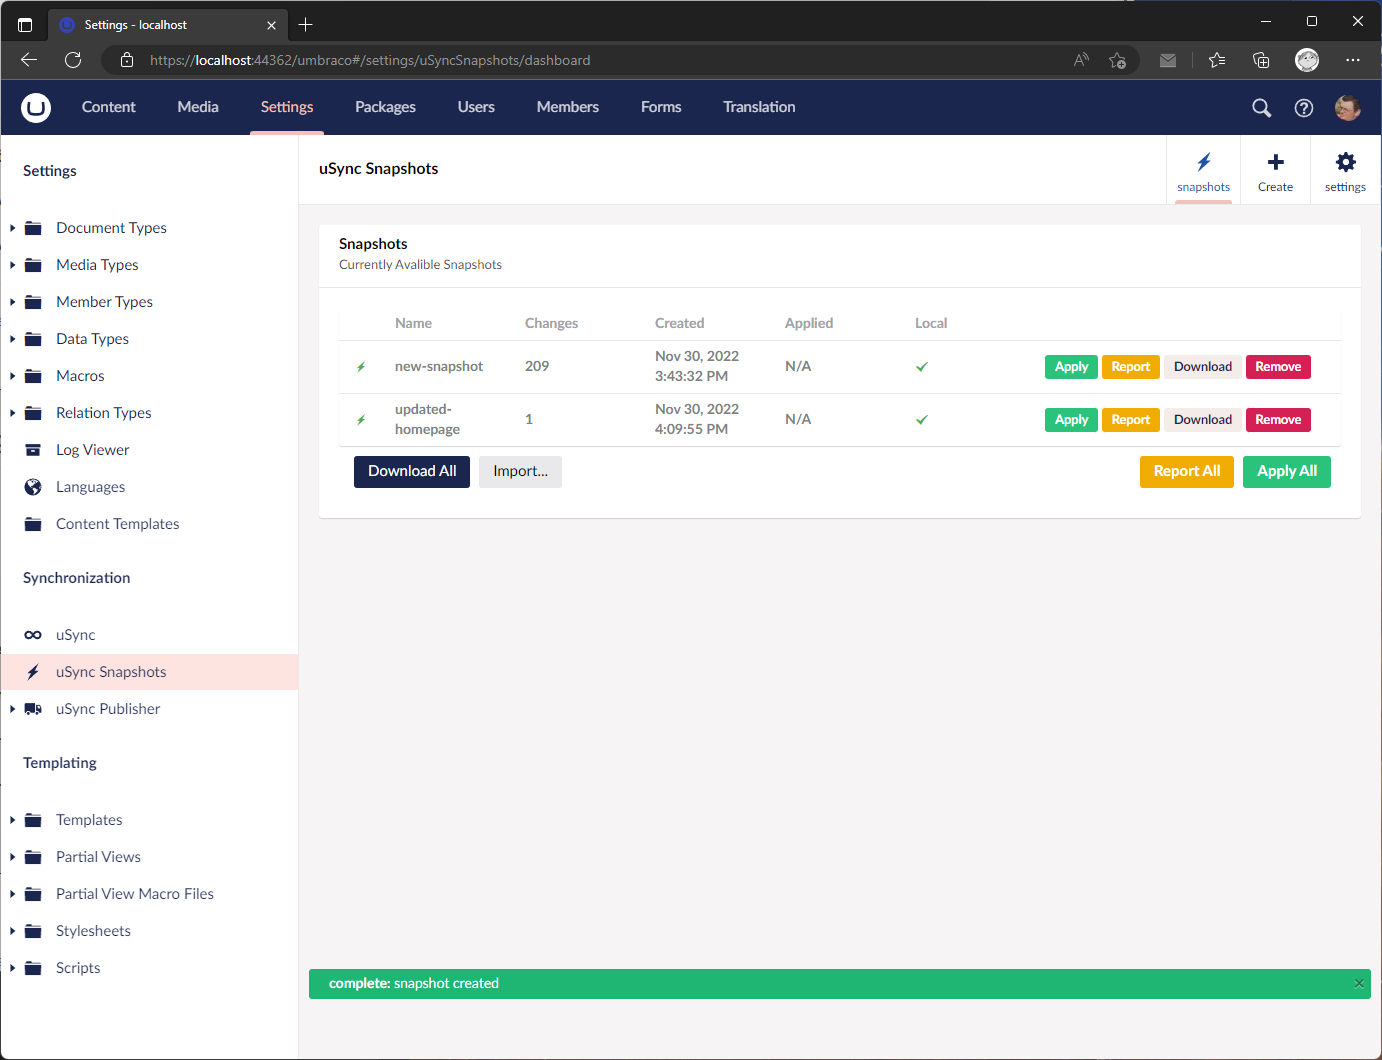 Settings - localhost
https://localhost:44362/umbraco#/settings/uSyncSnapshots/dashboard
Content Media Settings Packages Users Members Forms Translation
Settings
Document Types
Media Types
Member Types
Data Types
Macros
Relation Types
Log Viewer
Languages
Content Templates
Synchronization
uSync
uSync Snapshots
uSync Publisher
Templating
Templates
Partial Views
Partial View Macro Files
Stylesheets
Scripts
uSync Snapshots
snapshots Create settings
Snapshots
Currently Avalible Snapshots
Name Changes Created Applied Local
new-snapshot 209 Nov 30, 2022 3:43:32 PM N/A Apply Report Download Remove
updated-homepage 1 Nov 30, 2022 4:09:55 PM N/A Apply Report Download Remove
Download All Import... Report All Apply All
complete: snapshot created